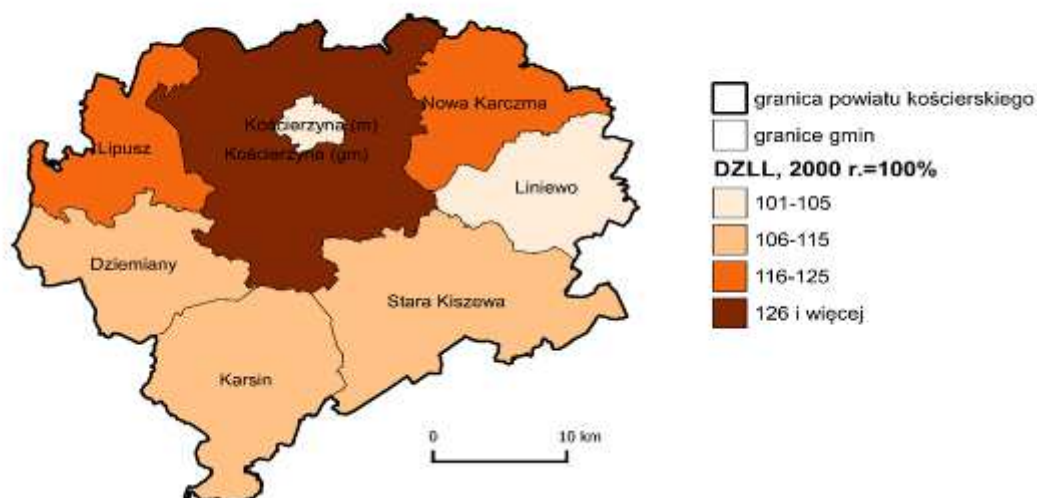 Nowa Karczma
Kościerzyna (m)
Lipusz
Kościerzyna (gm)
Liniewo
Dziemiany
Stara Kiszewa
Karsin
0 10 km
granica powiatu kościerskiego
granice gmin
DZLL, 2000 r.=100%
101-105
106-115
116-125
126 i więcej